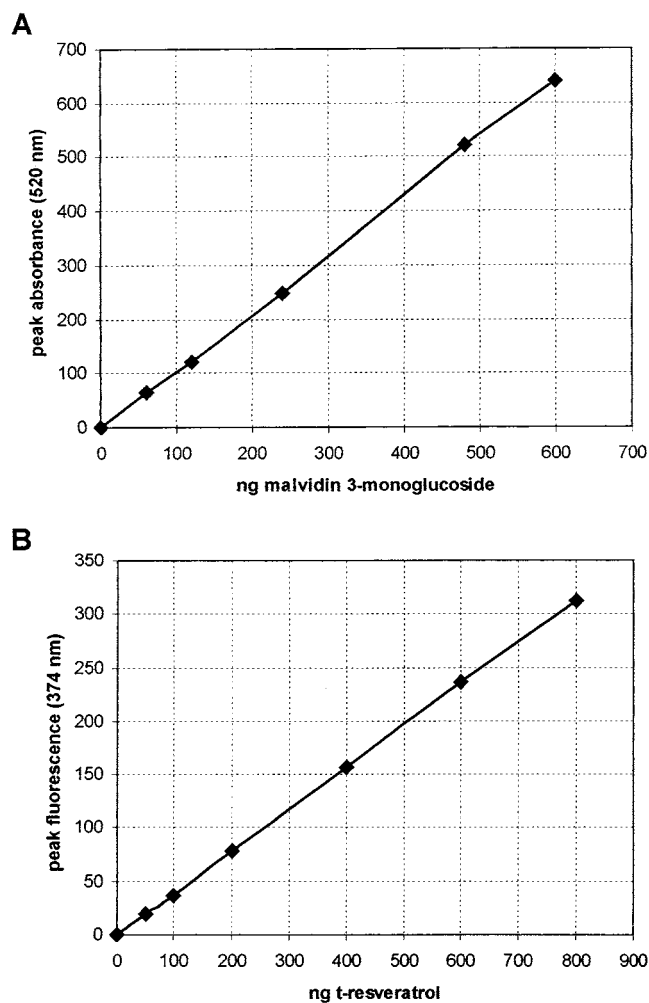 A
700
600
500
400
300
200
100
0
peak absorbance (520 nm)
0 100 200 300 400 500 600 700
ng malvidin 3-monoglucoside
B
350
300
250
200
150
100
50
0
peak fluorescence (374 nm)
0 100 200 300 400 500 600 700 800 900
ng t-resveratrol